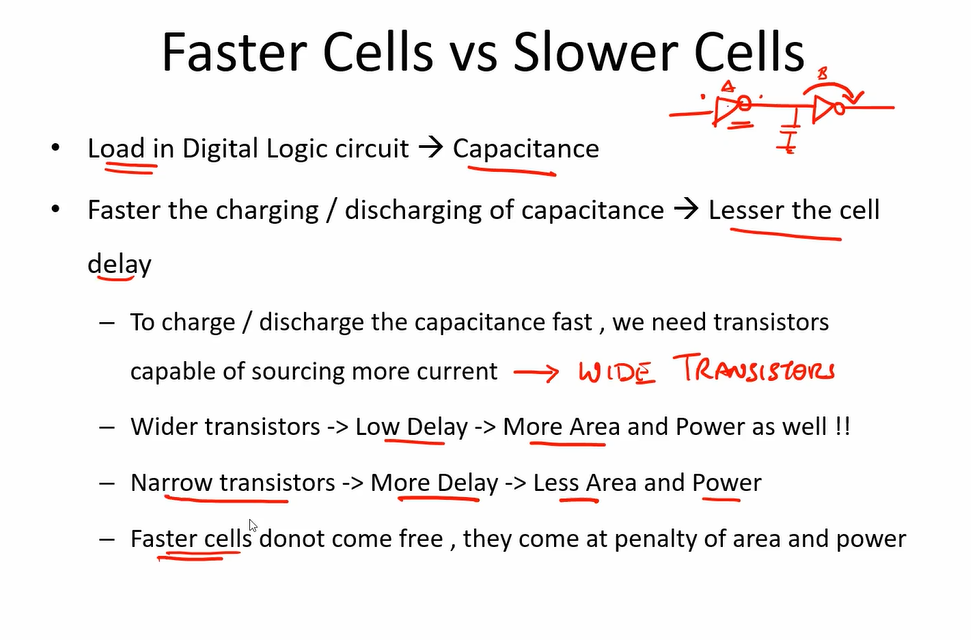 Faster Cells vs Slower Cells
A
B
• Load in Digital Logic circuit → Capacitance
• Faster the charging / discharging of capacitance → Lesser the cell
delay
– To charge / discharge the capacitance fast , we need transistors
capable of sourcing more current → WIDE TRANSISTORS
– Wider transistors -> Low Delay -> More Area and Power as well !!
– Narrow transistors -> More Delay -> Less Area and Power
– Faster cells donot come free , they come at penalty of area and power